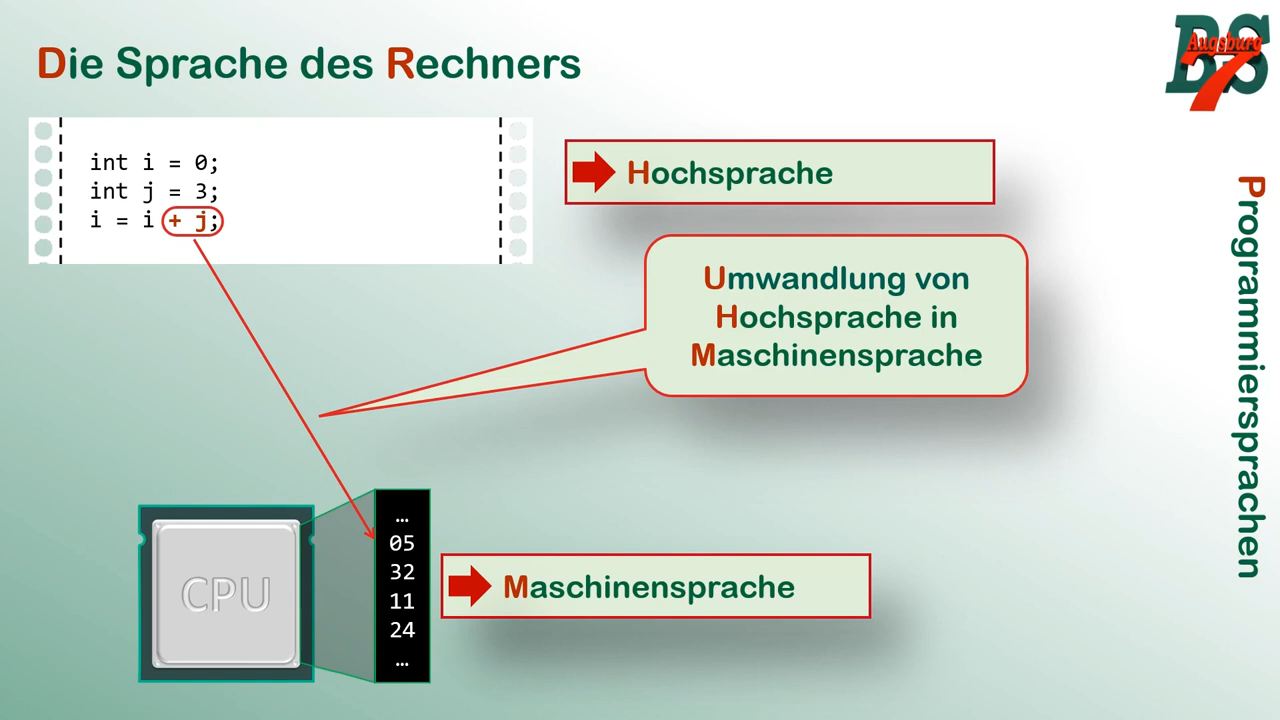 Die Sprache des Rechners
BS
Augsburg
7
int i = 0;
int j = 3;
i = i + j;
Hochsprache
Umwandlung von
Hochsprache in
Maschinensprache
Programmiersprachen
CPU
…
05
32
11
24
…
Maschinensprache